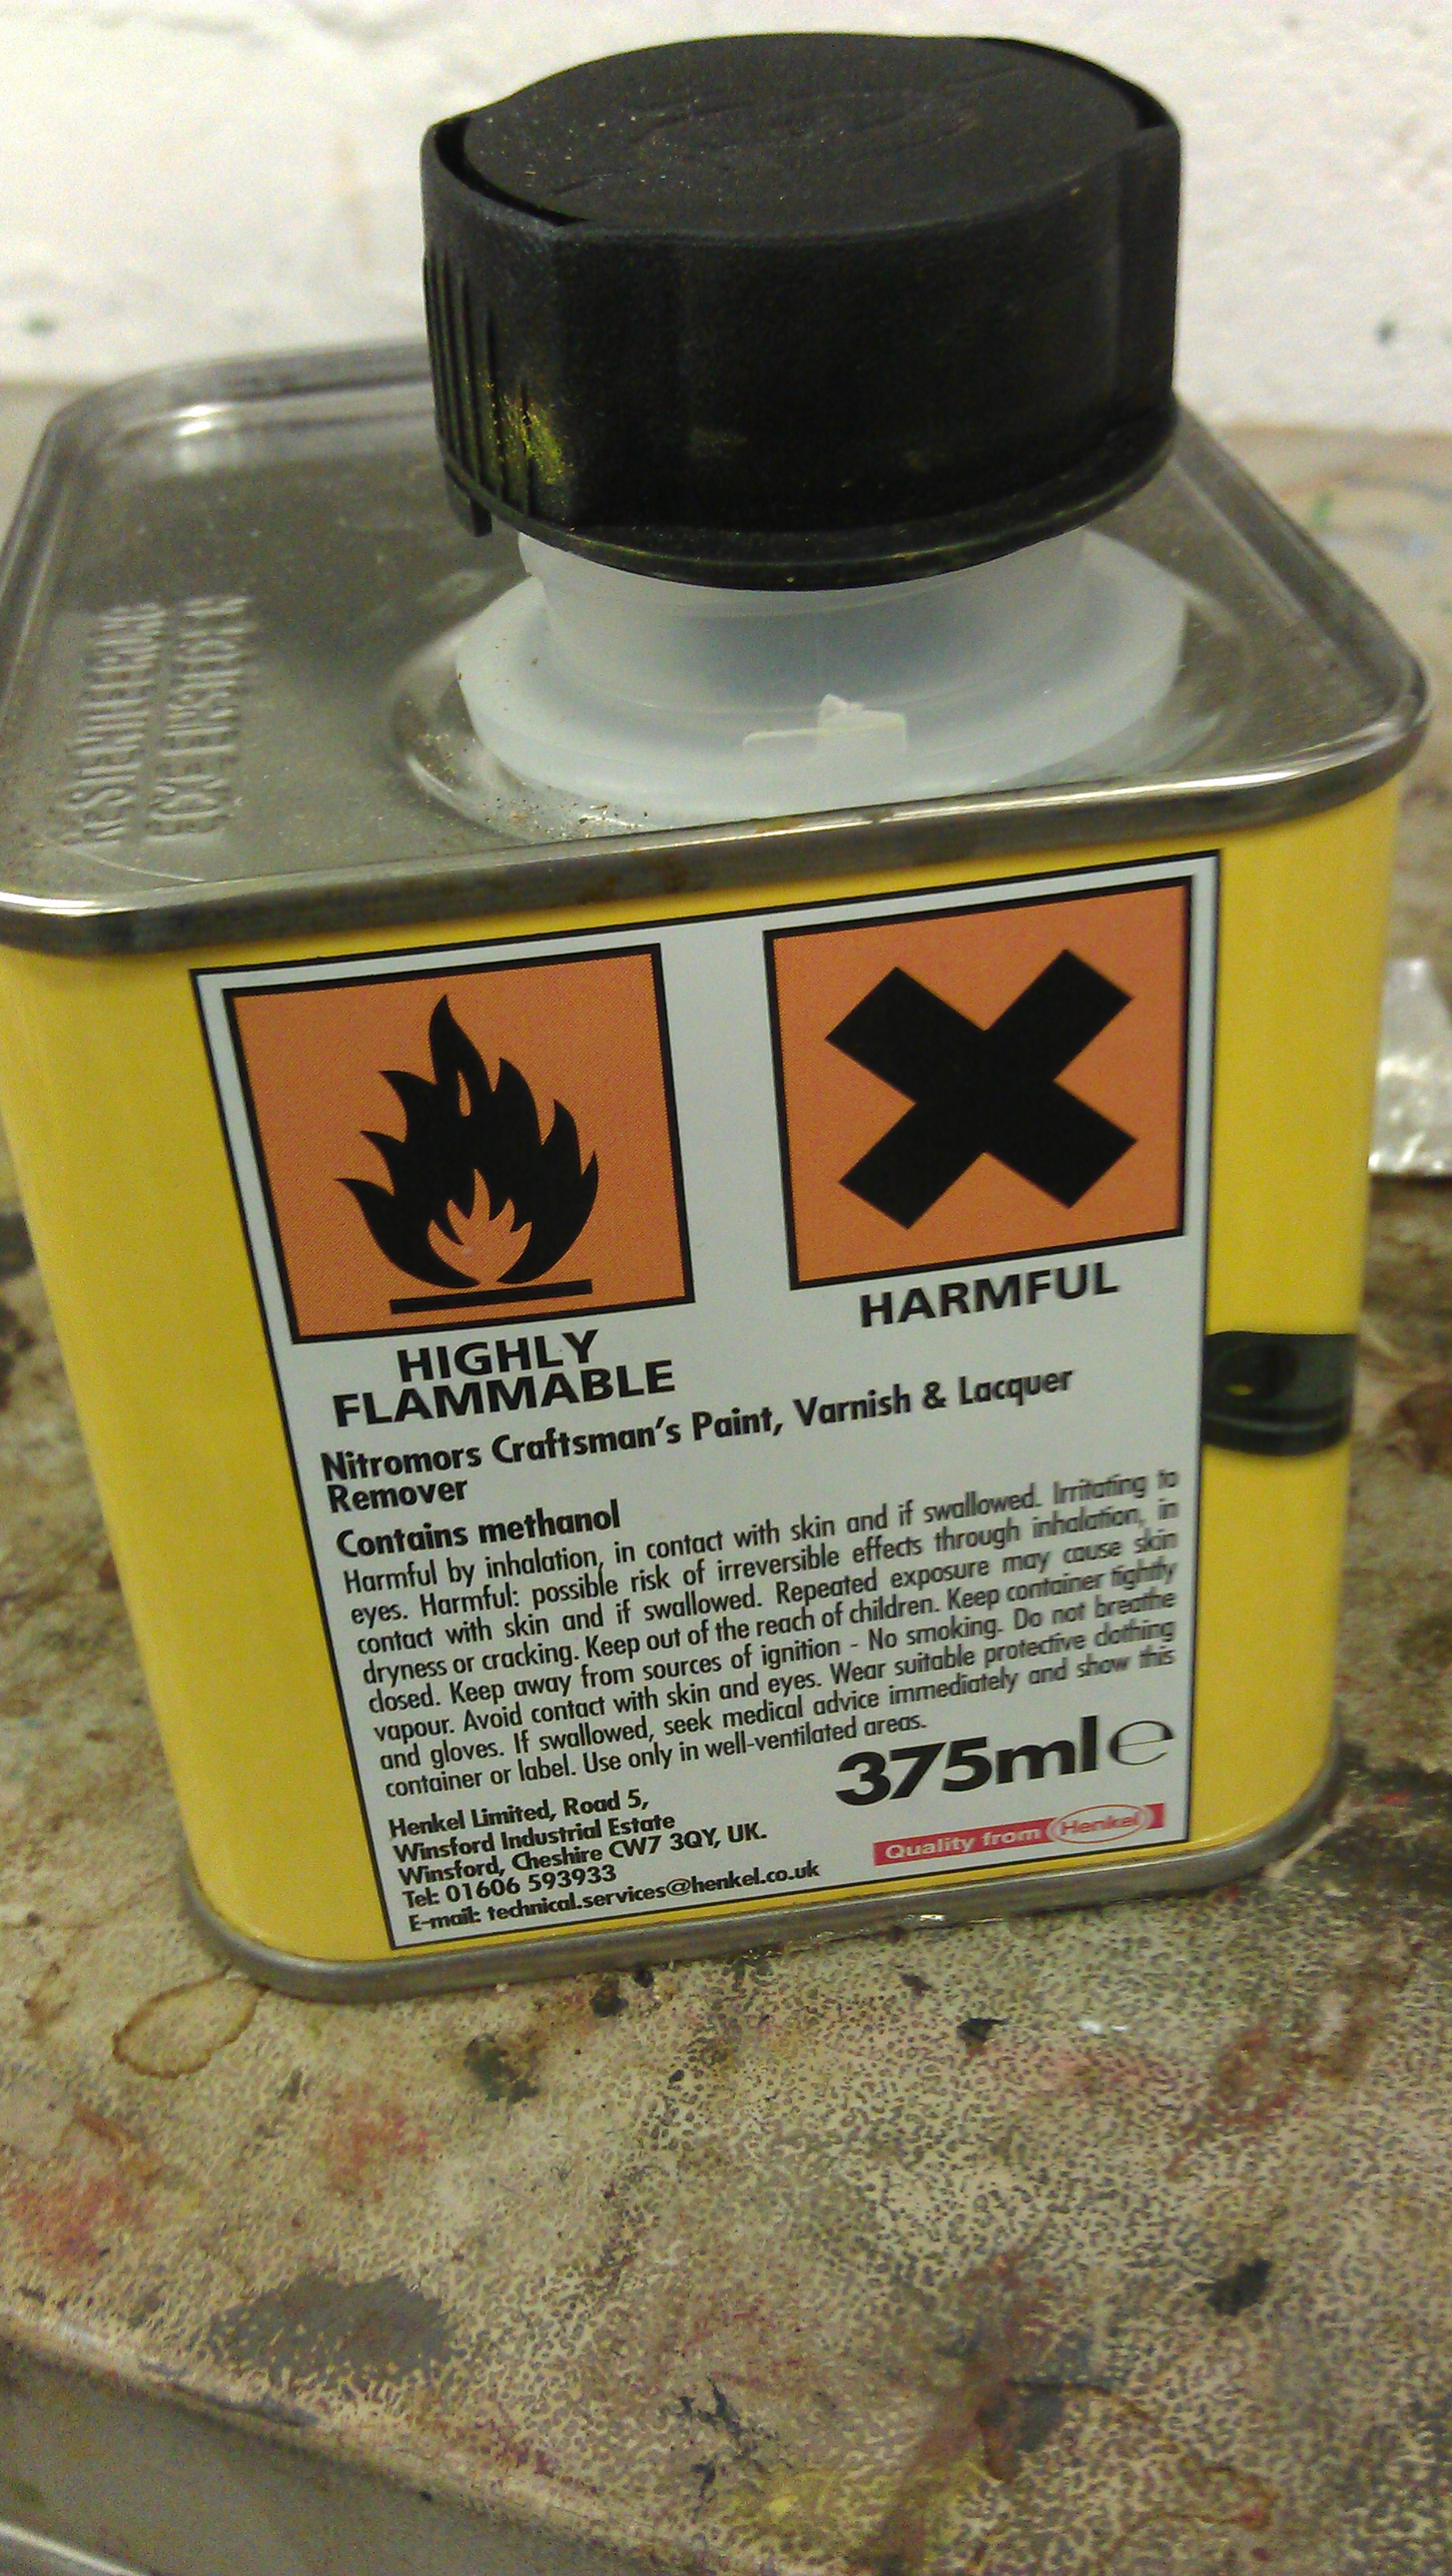 HIGHLY
FLAMMABLE
HARMFUL
Nitromors Craftsman's Paint, Varnish & Lacquer
Remover
Contains methanol
Harmful by inhalation, in contact with skin and if swallowed. Irritating to
eyes. Harmful: possible risk of irreversible effects through inhalation, in
contact with skin and if swallowed. Repeated exposure may cause skin
dryness or cracking. Keep out of the reach of children. Keep container tightly
closed. Keep away from sources of ignition - No smoking. Do not breathe
vapour. Avoid contact with skin and eyes. Wear suitable protective clothing
and gloves. If swallowed, seek medical advice immediately and show this
container or label. Use only in well-ventilated areas.
375ml e
Henkel Limited, Road 5,
Winsford Industrial Estate
Winsford, Cheshire CW7 3QY, UK.
Tel: 01606 593933
E-mail: technical.services@henkel.co.uk
Quality from Henkel